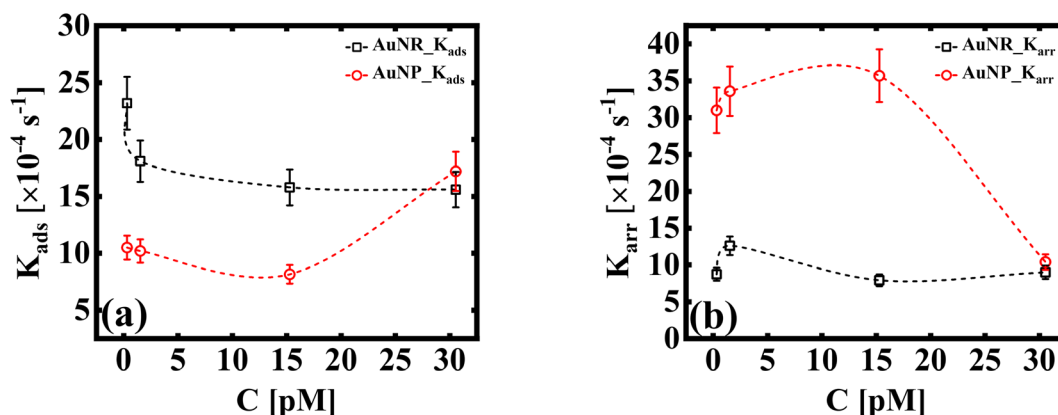 30
25
20
15
10
5
K_ads [×10⁻⁴ s⁻¹]
AuNR_K_ads
AuNP_K_ads
(a)
0 5 10 15 20 25 30
C [pM]
40
35
30
25
20
15
10
5
0
K_arr [×10⁻⁴ s⁻¹]
AuNR_K_arr
AuNP_K_arr
(b)
0 5 10 15 20 25 30
C [pM]